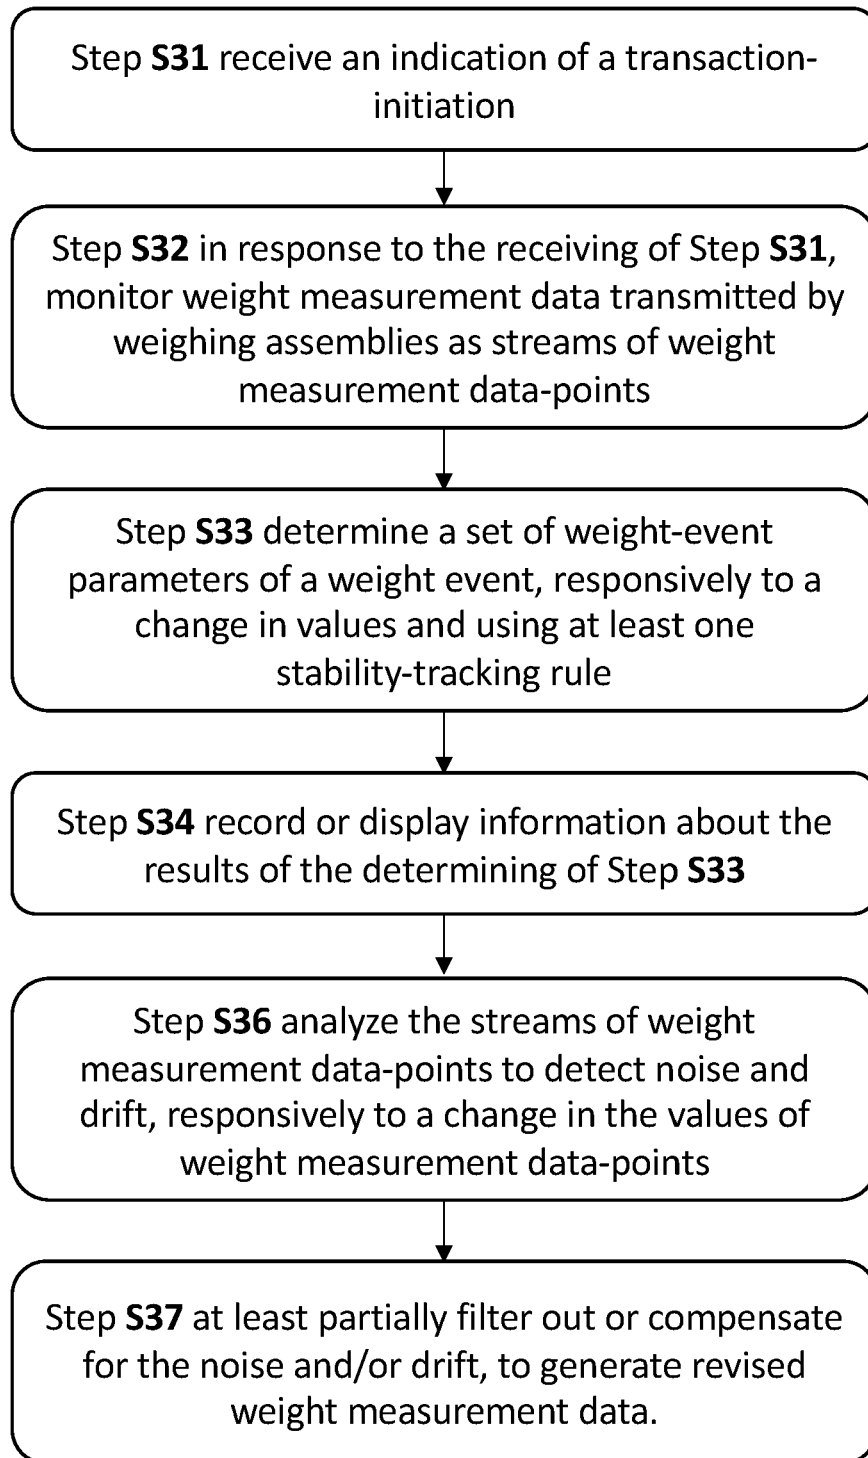 Step S31 receive an indication of a transaction-
initiation
Step S32 in response to the receiving of Step S31,
monitor weight measurement data transmitted by
weighing assemblies as streams of weight
measurement data-points
Step S33 determine a set of weight-event
parameters of a weight event, responsively to a
change in values and using at least one
stability-tracking rule
Step S34 record or display information about the
results of the determining of Step S33
Step S36 analyze the streams of weight
measurement data-points to detect noise and
drift, responsively to a change in the values of
weight measurement data-points
Step S37 at least partially filter out or compensate
for the noise and/or drift, to generate revised
weight measurement data.